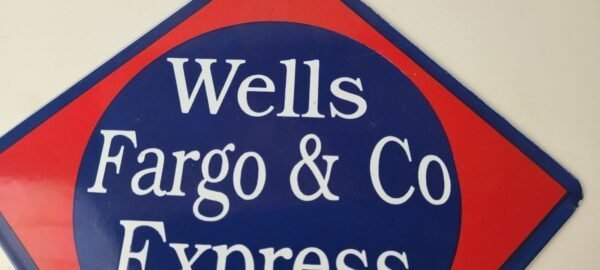 Wells
Fargo & Co
Express